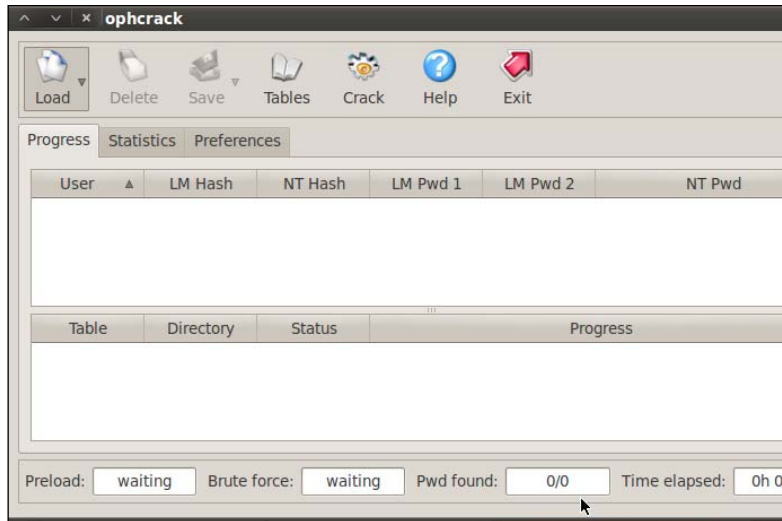 ophcrack
Load Delete Save Tables Crack Help Exit
Progress Statistics Preferences
User LM Hash NT Hash LM Pwd 1 LM Pwd 2 NT Pwd
Table Directory Status Progress
Preload: waiting Brute force: waiting Pwd found: 0/0 Time elapsed: 0h 0